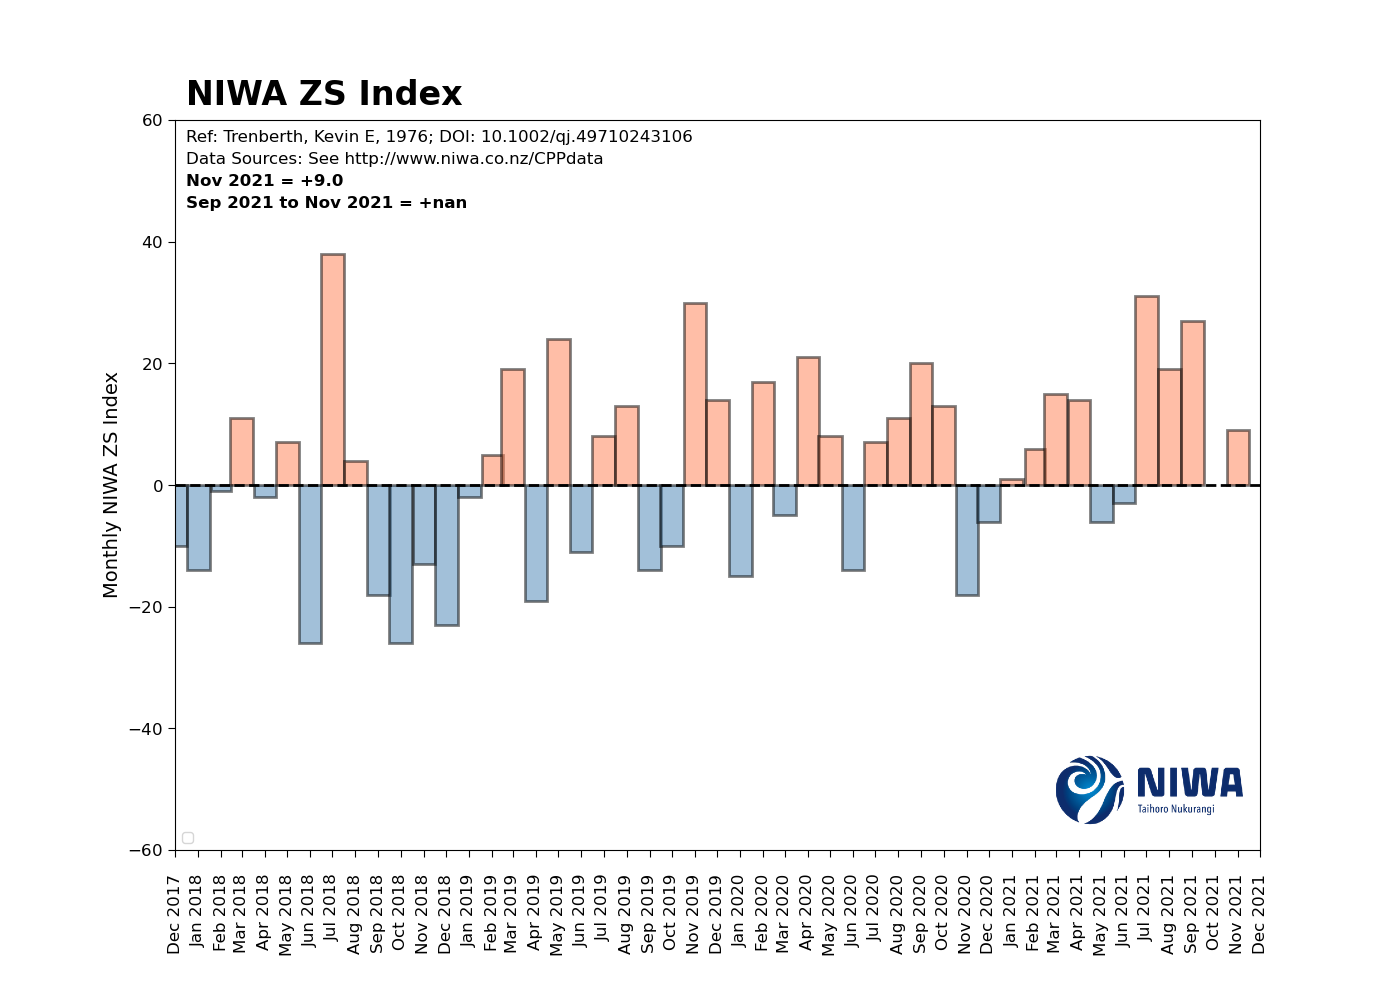 NIWA ZS Index
Ref: Trenberth, Kevin E, 1976; DOI: 10.1002/qj.49710243106
Data Sources: See http://www.niwa.co.nz/CPPdata
Nov 2021 = +9.0
Sep 2021 to Nov 2021 = +nan
Monthly NIWA ZS Index
60
40
20
0
−20
−40
−60
NIWA
Taihoro Nukurangi
Dec 2017
Jan 2018
Feb 2018
Mar 2018
Apr 2018
May 2018
Jun 2018
Jul 2018
Aug 2018
Sep 2018
Oct 2018
Nov 2018
Dec 2018
Jan 2019
Feb 2019
Mar 2019
Apr 2019
May 2019
Jun 2019
Jul 2019
Aug 2019
Sep 2019
Oct 2019
Nov 2019
Dec 2019
Jan 2020
Feb 2020
Mar 2020
Apr 2020
May 2020
Jun 2020
Jul 2020
Aug 2020
Sep 2020
Oct 2020
Nov 2020
Dec 2020
Jan 2021
Feb 2021
Mar 2021
Apr 2021
May 2021
Jun 2021
Jul 2021
Aug 2021
Sep 2021
Oct 2021
Nov 2021
Dec 2021